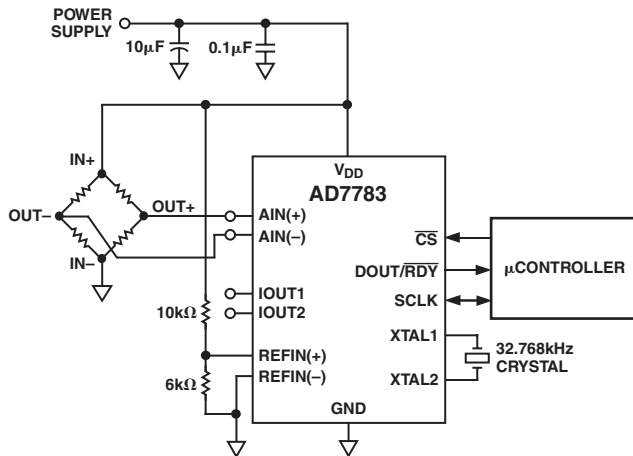 POWER
SUPPLY
10µF
0.1µF
IN+
OUT–
OUT+
IN–
VDD
AD7783
AIN(+)
AIN(–)
IOUT1
IOUT2
REFIN(+)
REFIN(–)
10kΩ
6kΩ
CS
DOUT/RDY
SCLK
XTAL1
XTAL2
GND
µCONTROLLER
32.768kHz
CRYSTAL